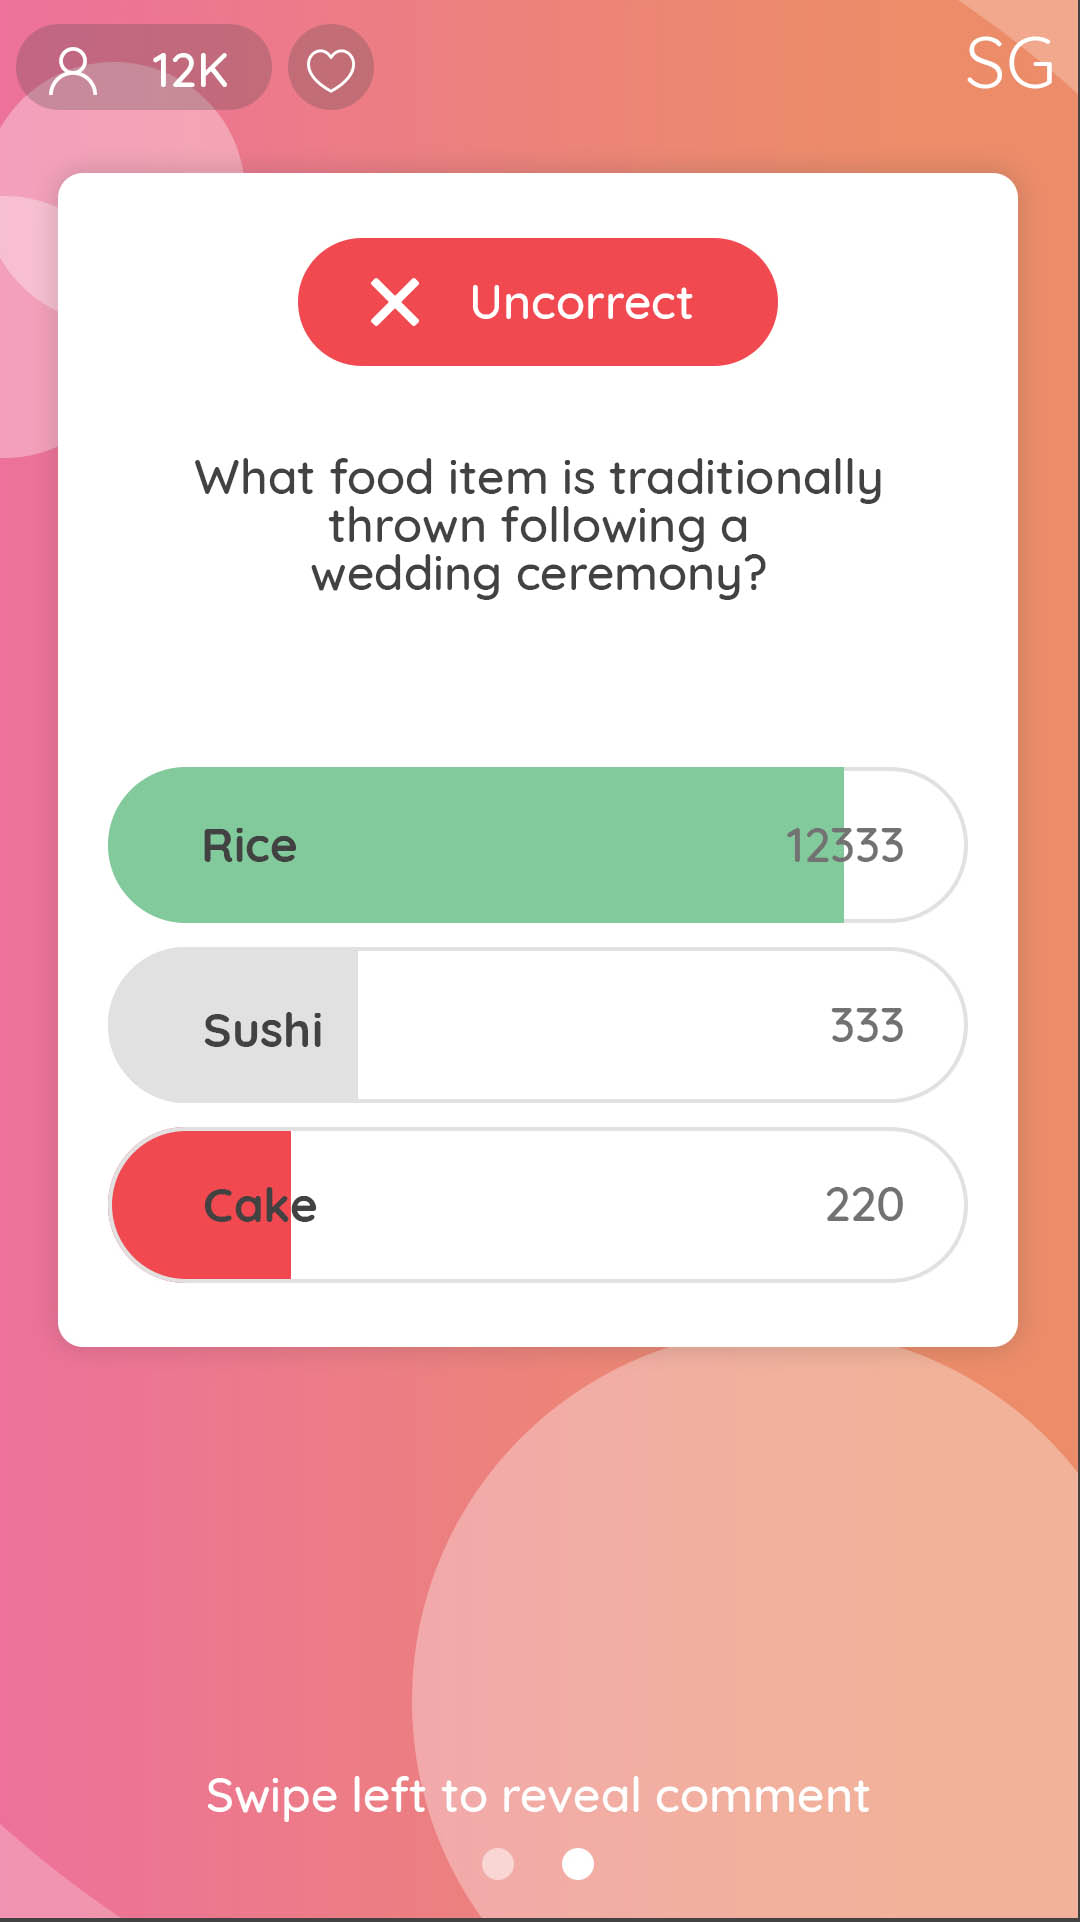 12K
SG
Uncorrect
What food item is traditionally
thrown following a
wedding ceremony?
Rice 12333
Sushi 333
Cake 220
Swipe left to reveal comment